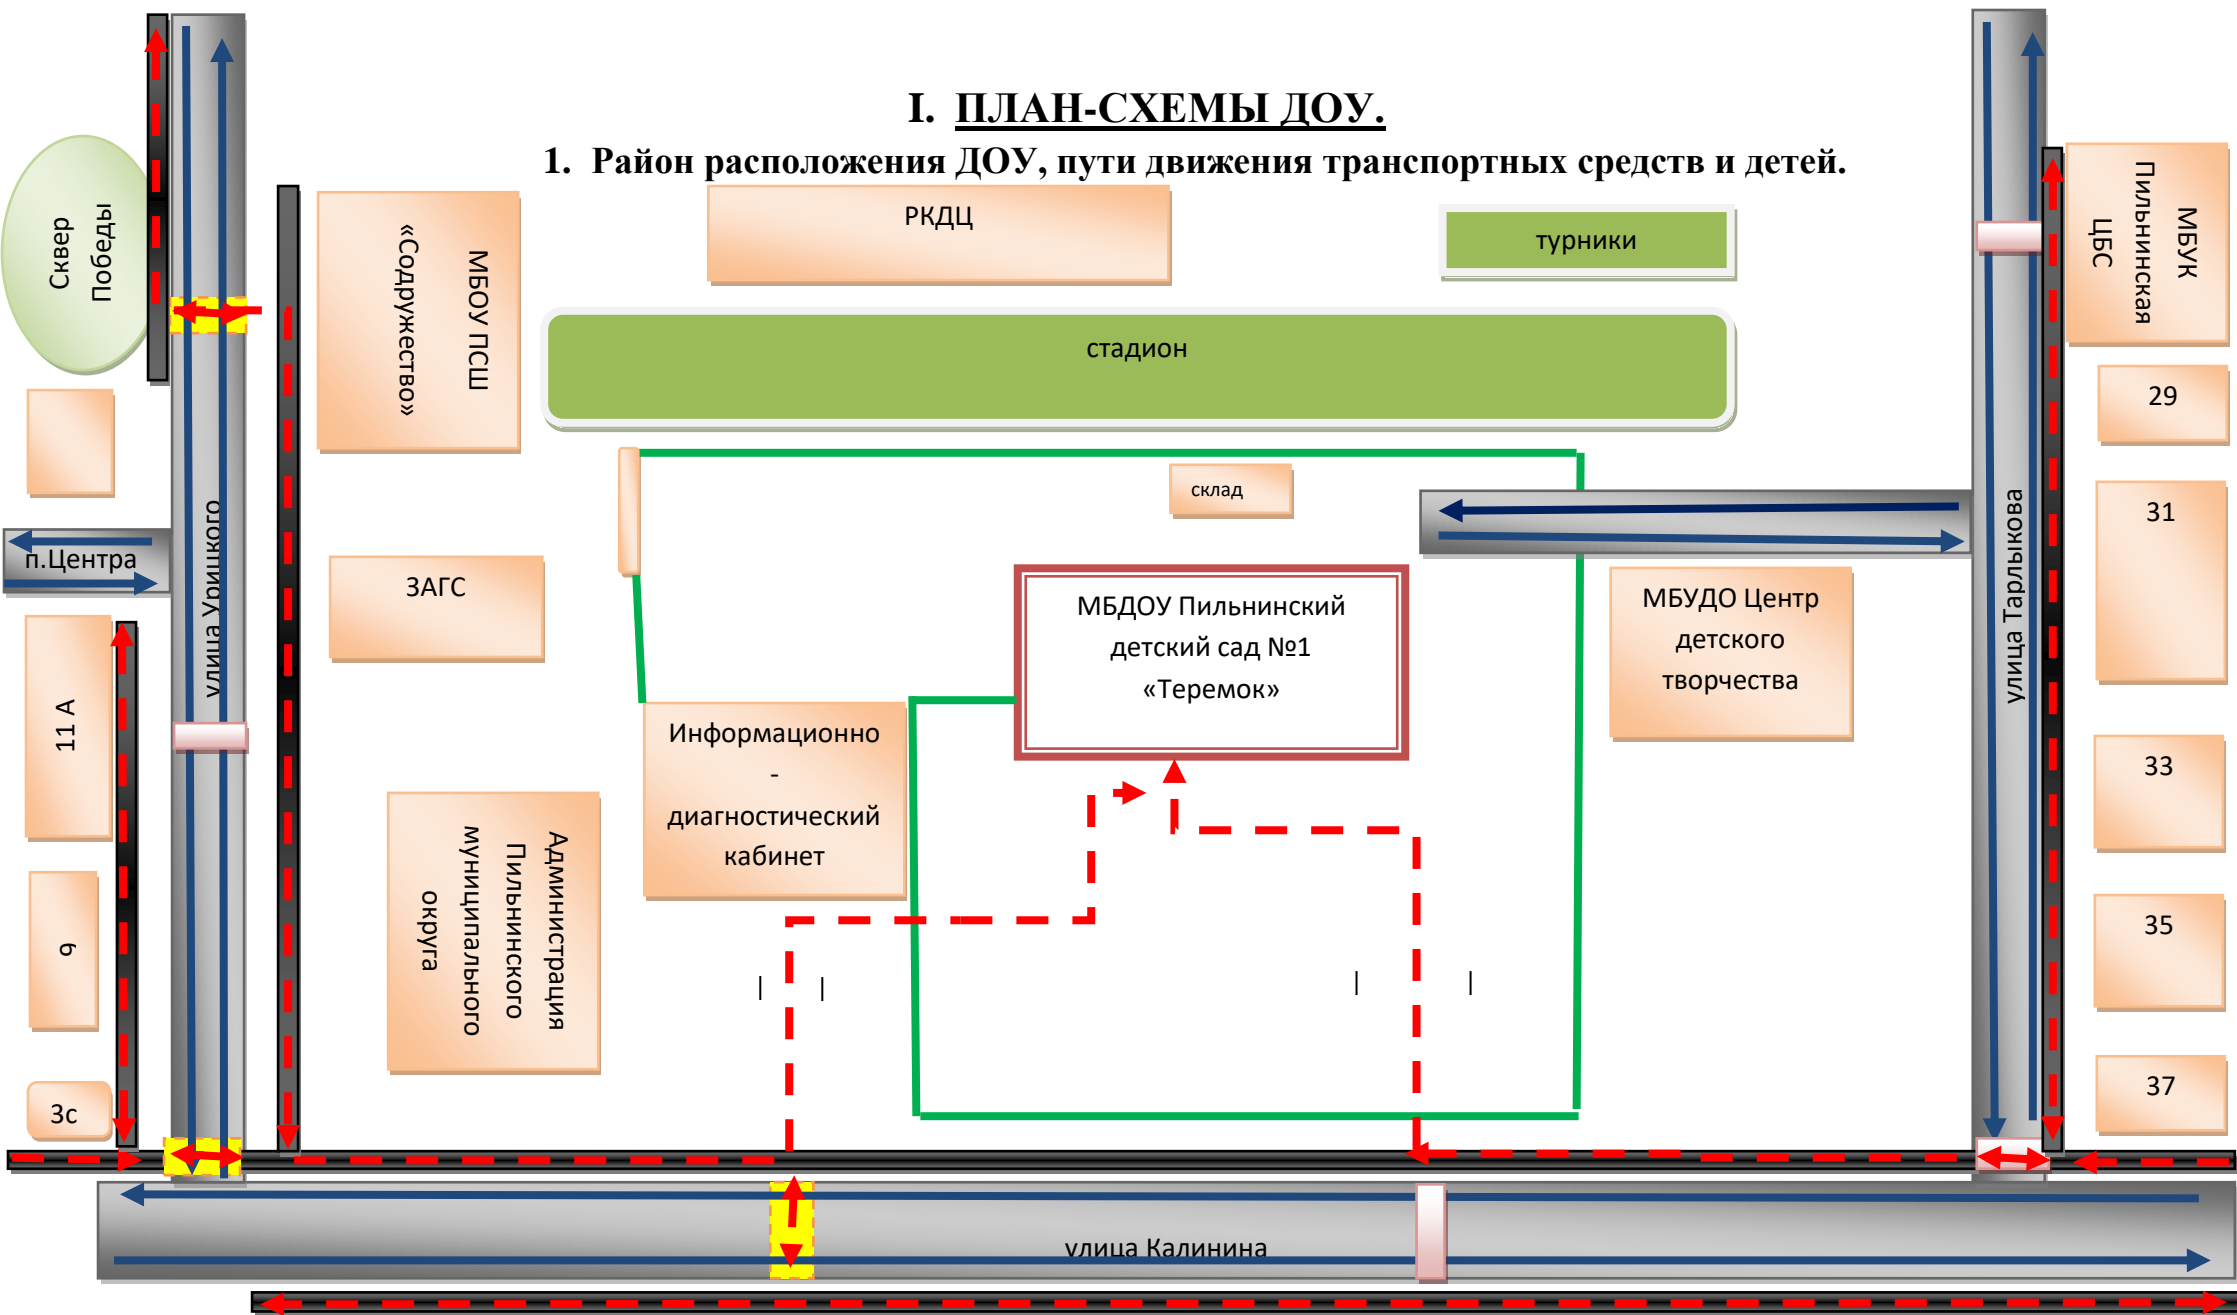 I. ПЛАН-СХЕМЫ ДОУ.
1. Район расположения ДОУ, пути движения транспортных средств и детей.
Сквер
Победы
МБОУ ПСШ
«Содружество»
РКДЦ
турники
МБУК
Пильнинская
ЦБС
стадион
29
склад
31
п.Центра
улица Урицкого
ЗАГС
МБДОУ Пильнинский
детский сад №1
«Теремок»
МБУДО Центр
детского
творчества
улица Тарлыкова
11 А
Информационно
-
диагностический
кабинет
33
Администрация
Пильнинского
муниципального
округа
9
35
3с
37
улица Калинина